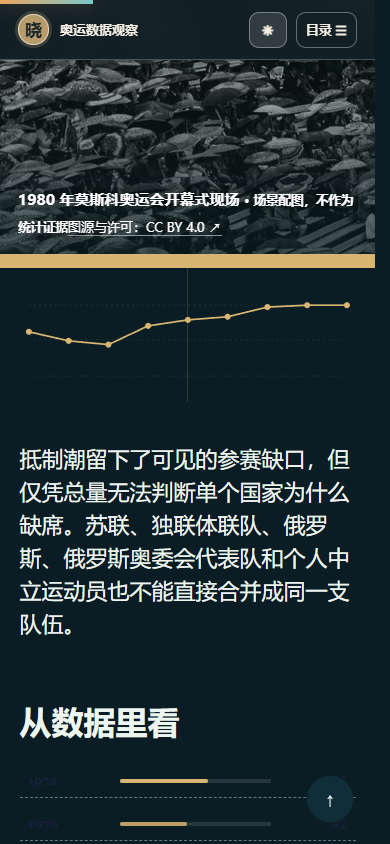 晓 奥运数据观察
目录 ☰
1980 年莫斯科奥运会开幕式现场 · 场景配图，不作为
统计证据图源与许可：CC BY 4.0 ↗
抵制潮留下了可见的参赛缺口，但
仅凭总量无法判断单个国家为什么
缺席。苏联、独联体联队、俄罗
斯、俄罗斯奥委会代表队和个人中
立运动员也不能直接合并成同一支
队伍。
从数据里看
1972
↑
1976 92